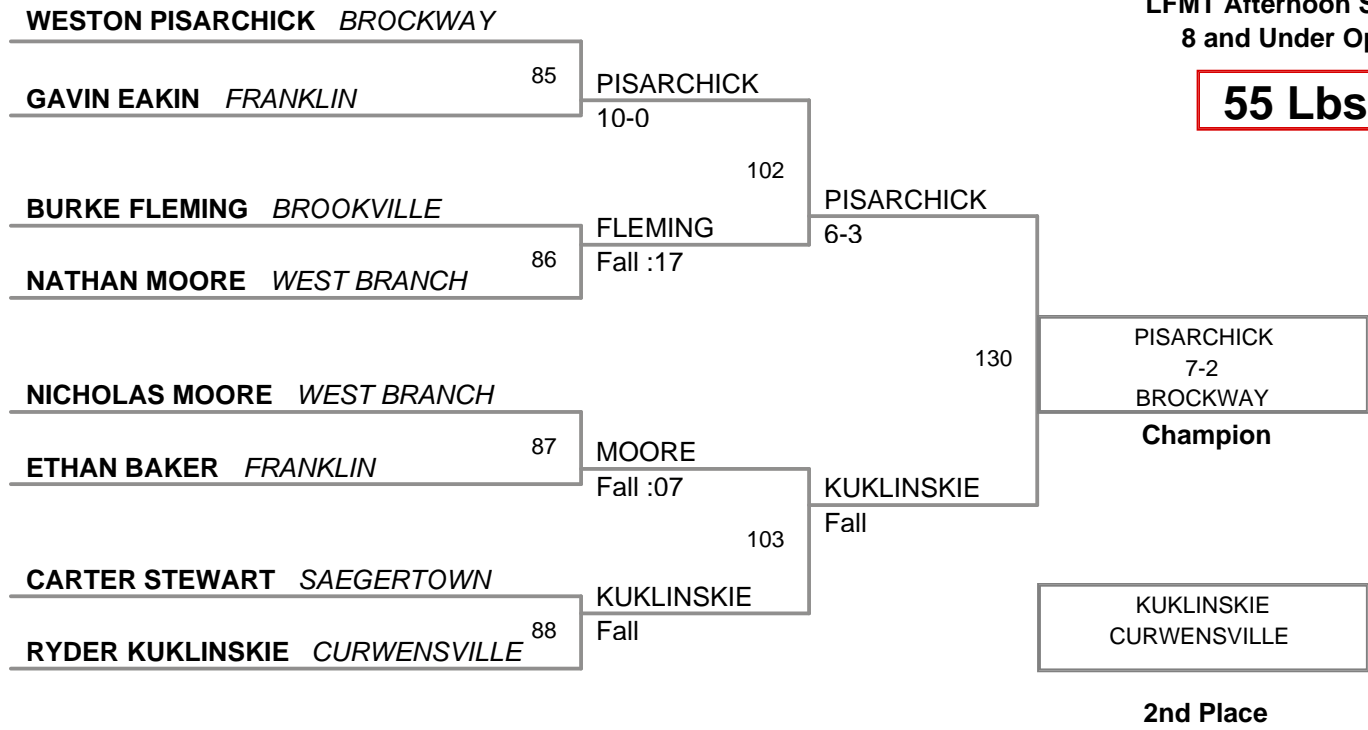 LFMT Afternoon
8 and Under
55 Lbs
WESTON PISARCHICK BROCKWAY
85
GAVIN EAKIN FRANKLIN
PISARCHICK
10-0
102
BURKE FLEMING BROOKVILLE
86
NATHAN MOORE WEST BRANCH
FLEMING
Fall :17
PISARCHICK
6-3
130
NICHOLAS MOORE WEST BRANCH
87
ETHAN BAKER FRANKLIN
MOORE
Fall :07
103
CARTER STEWART SAEGERTOWN
88
RYDER KUKLINSKIE CURWENSVILLE
KUKLINSKIE
Fall
KUKLINSKIE
Fall
PISARCHICK
7-2
BROCKWAY
Champion
KUKLINSKIE
CURWENSVILLE
2nd Place